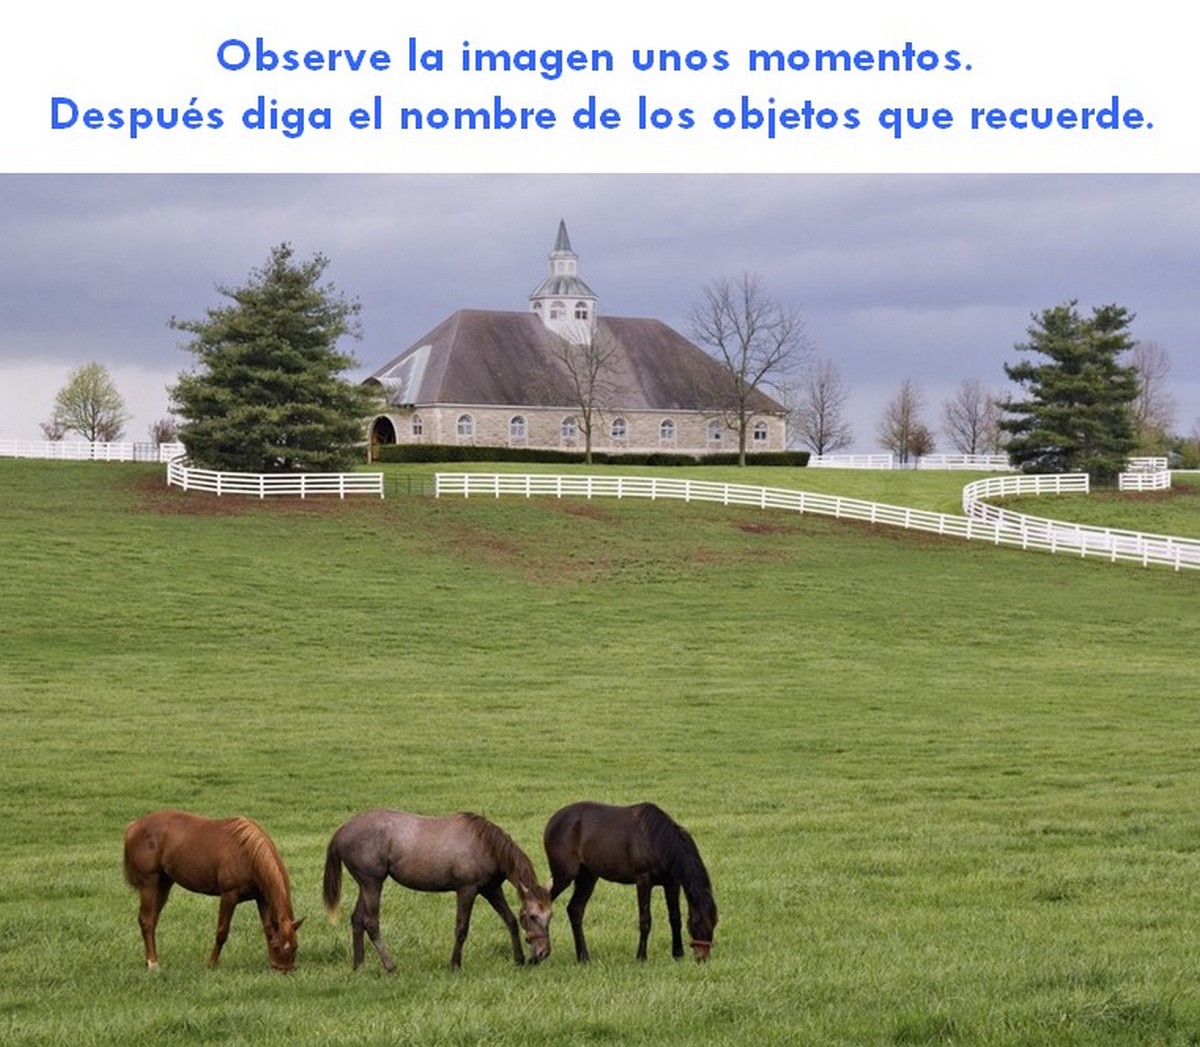 Observe la imagen unos momentos.
Después diga el nombre de los objetos que recuerde.